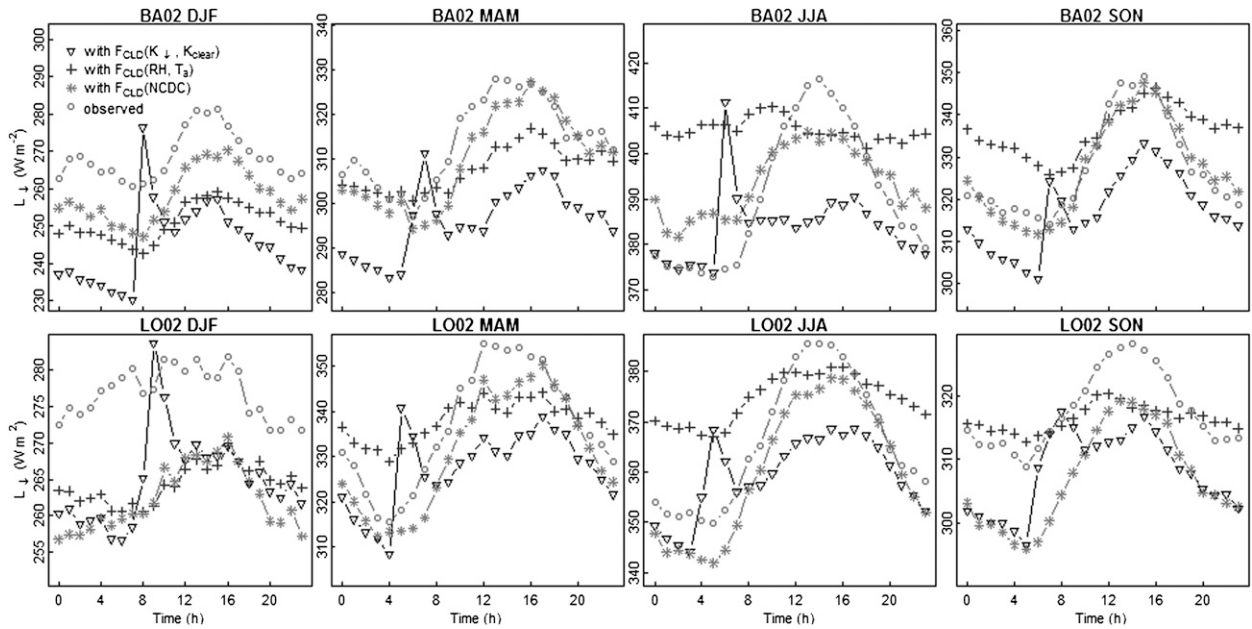 BA02 DJF
BA02 MAM
BA02 JJA
BA02 SON
with F_CLD(K ↓, K_clear)
with F_CLD(RH, T_a)
with F_CLD(NCDC)
observed
L ↓ (W m⁻²)
230 240 250 260 270 280 290 300
280 290 300 310 320 330 340
370 380 390 400 410 420
300 310 320 330 340 350 360
LO02 DJF
LO02 MAM
LO02 JJA
LO02 SON
L ↓ (W m⁻²)
255 260 265 270 275 280
310 320 330 340 350
340 350 360 370 380
300 310 320
0 4 8 12 16 20
0 4 8 12 16 20
0 4 8 12 16 20
0 4 8 12 16 20
Time (h)
Time (h)
Time (h)
Time (h)